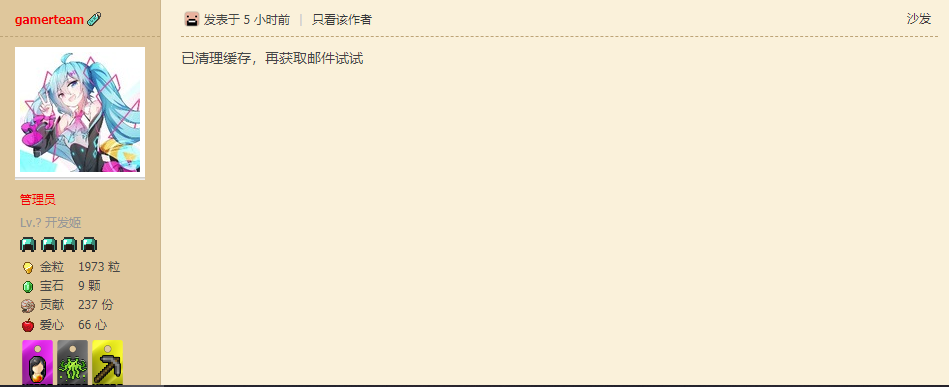 gamerteam
发表于 5 小时前 | 只看该作者
沙发
已清理缓存，再获取邮件试试
管理员
Lv.? 开发姬
金粒 1973 粒
宝石 9 颗
贡献 237 份
爱心 66 心